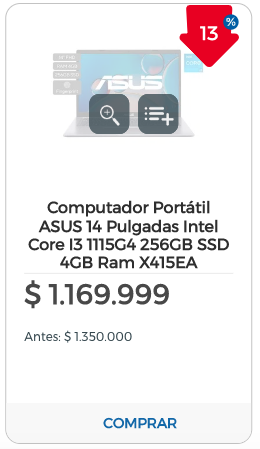 13 %
ASUS
Computador Portátil
ASUS 14 Pulgadas Intel
Core I3 1115G4 256GB SSD
4GB Ram X415EA
$ 1.169.999
Antes: $ 1.350.000
COMPRAR